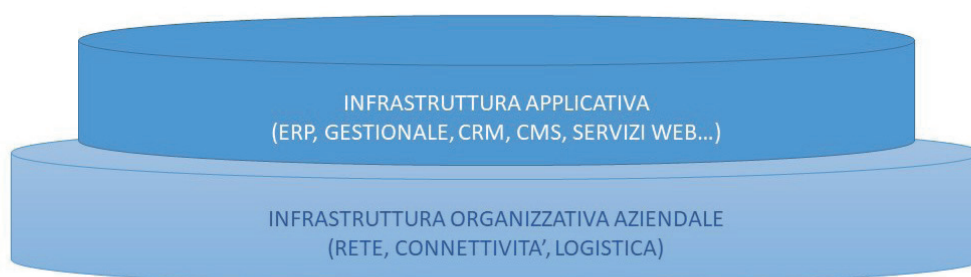 INFRASTRUTTURA APPLICATIVA
(ERP, GESTIONALE, CRM, CMS, SERVIZI WEB…)
INFRASTRUTTURA ORGANIZZATIVA AZIENDALE
(RETE, CONNETTIVITA’, LOGISTICA)